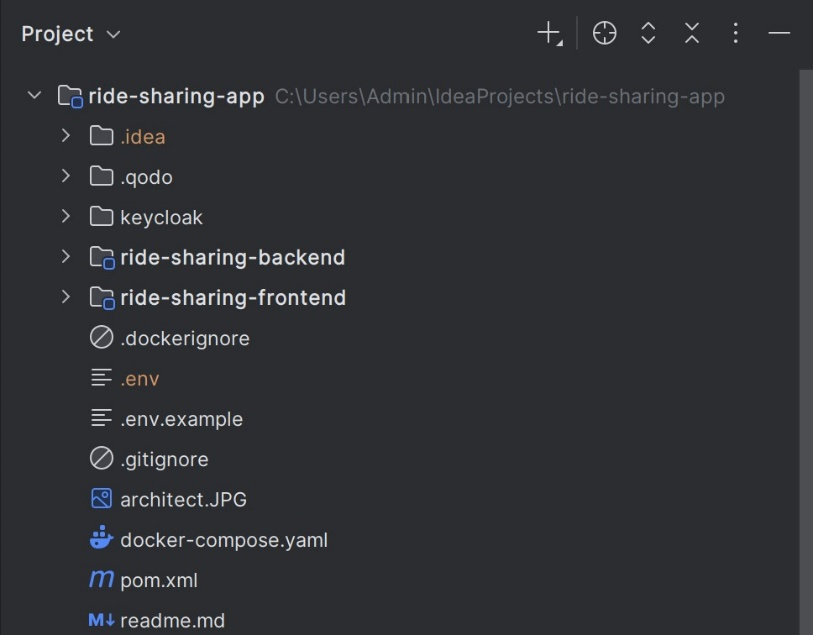 Project
ride-sharing-app C:\Users\Admin\IdeaProjects\ride-sharing-app
.idea
.qodo
keycloak
ride-sharing-backend
ride-sharing-frontend
.dockerignore
.env
.env.example
.gitignore
architect.JPG
docker-compose.yaml
m pom.xml
M↓ readme.md